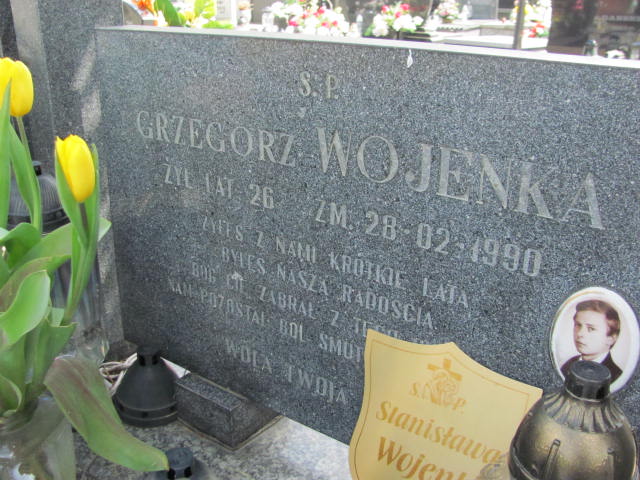 Ś.P.
GRZEGORZ WOJENKA
ŻYŁ LAT 26 ZM. 28-02-1990
ŻYŁEŚ Z NAMI KRÓTKIE LATA
BYŁEŚ NASZĄ RADOŚCIĄ
BÓG CIĘ ZABRAŁ Z
NAM POZOSTAŁ BÓL
WOLA TWOJA
Ś.P.
Stanisława